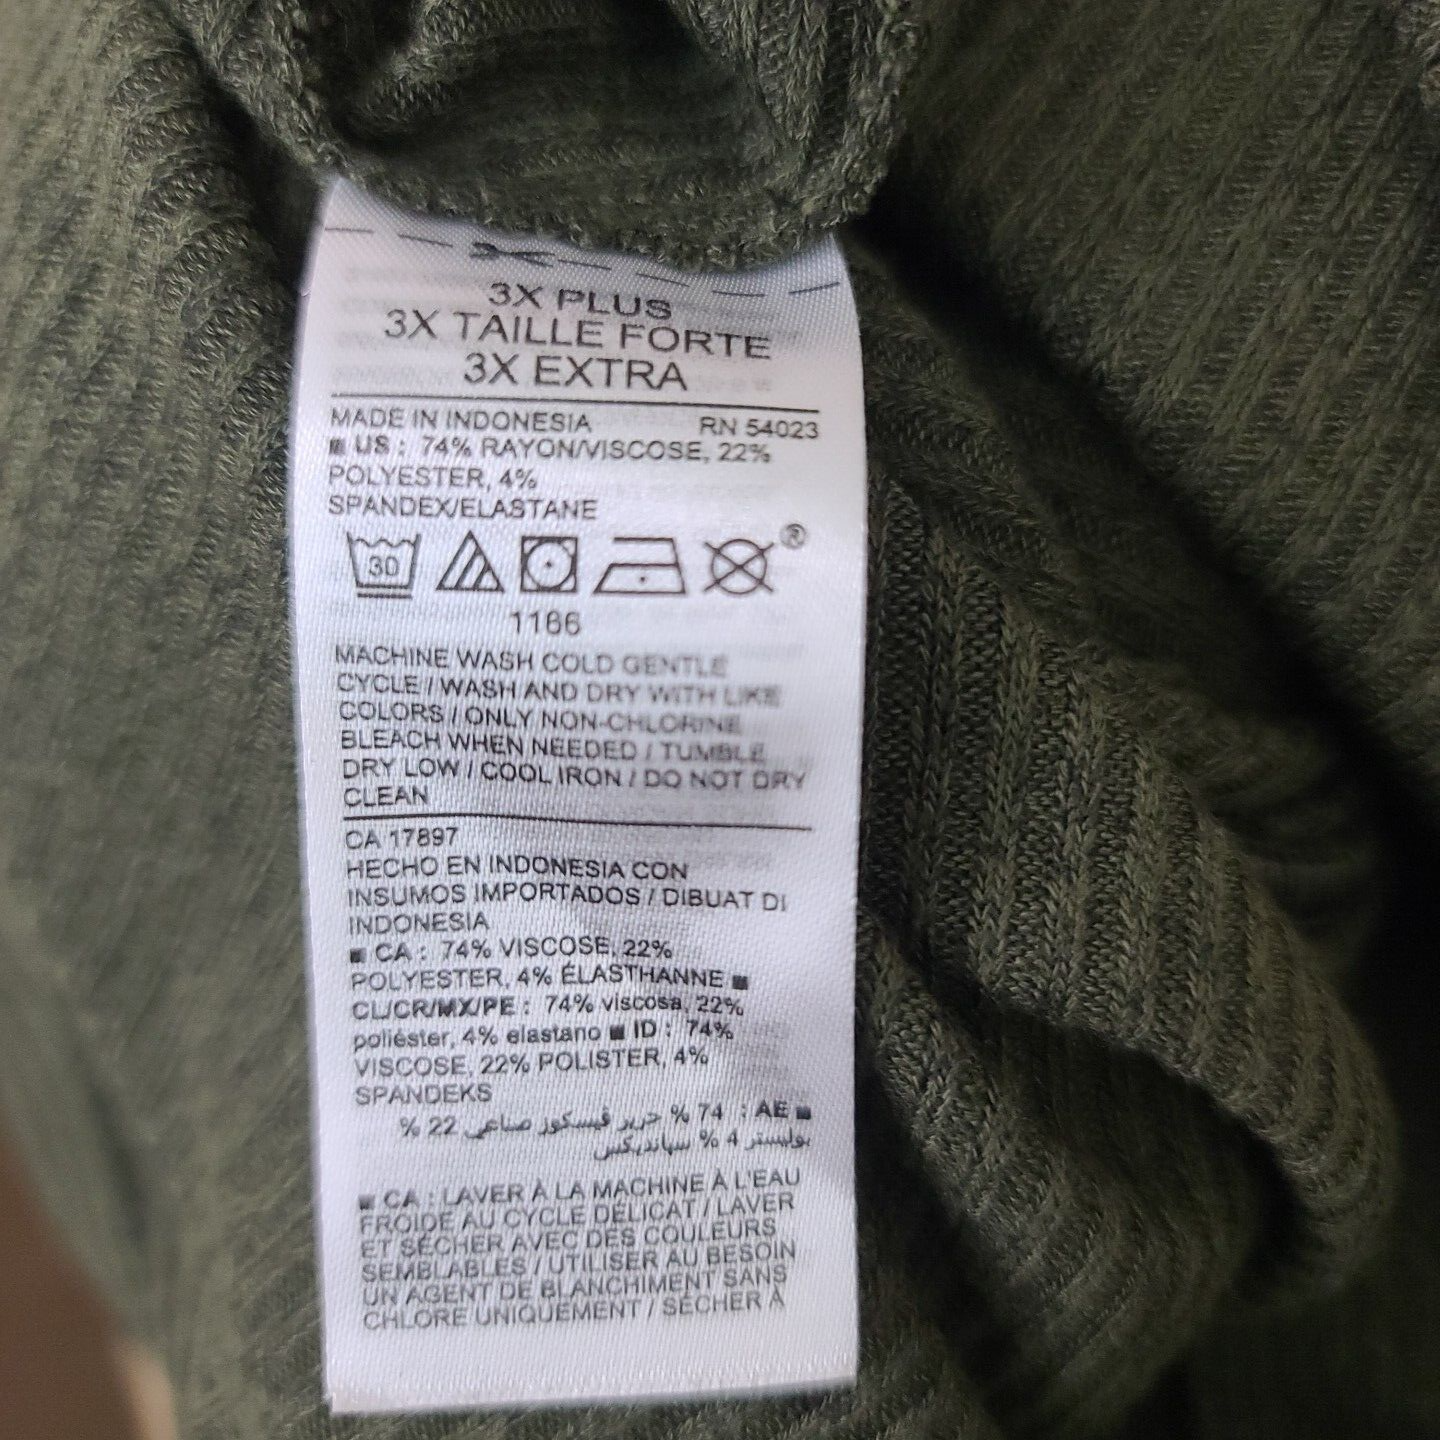 3X PLUS
3X TAILLE FORTE
3X EXTRA
MADE IN INDONESIA RN 54023
■ US : 74% RAYON/VISCOSE, 22%
POLYESTER, 4%
SPANDEX/ELASTANE
30 ®
1166
MACHINE WASH COLD GENTLE
CYCLE / WASH AND DRY WITH LIKE
COLORS / ONLY NON-CHLORINE
BLEACH WHEN NEEDED / TUMBLE
DRY LOW / COOL IRON / DO NOT DRY
CLEAN
CA 17897
HECHO EN INDONESIA CON
INSUMOS IMPORTADOS / DIBUAT DI
INDONESIA
■ CA : 74% VISCOSE, 22%
POLYESTER, 4% ÉLASTHANNE ■
CL/CR/MX/PE : 74% viscosa, 22%
poliéster, 4% elastano ■ ID : 74%
VISCOSE, 22% POLISTER, 4%
SPANDEKS
■ AE : 74 % حرير ڤيسكوز صناعي 22 %
بوليستر 4 % سپانديكس
■ CA : LAVER À LA MACHINE À L'EAU
FROIDE AU CYCLE DÉLICAT / LAVER
ET SÉCHER AVEC DES COULEURS
SEMBLABLES / UTILISER AU BESOIN
UN AGENT DE BLANCHIMENT SANS
CHLORE UNIQUEMENT / SÉCHER À